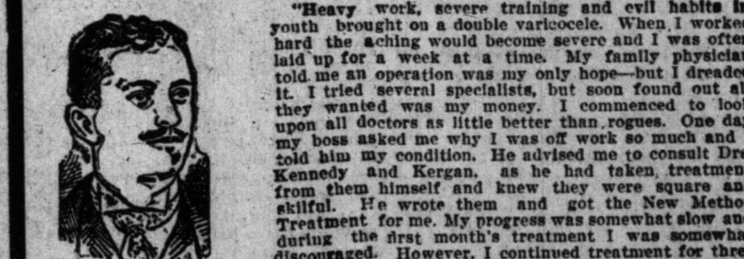 "Heavy work, severe training and evil habits in
youth brought on a double varicocele. When I worked
hard the aching would become severe and I was often
laid up for a week at a time. My family physician
told me an operation was my only hope—but I dreaded
it. I tried several specialists, but soon found out all
they wanted was my money. I commenced to look
upon all doctors as little better than rogues. One day
my boss asked me why I was off work so much and I
told him my condition. He advised me to consult Drs.
Kennedy and Kergan, as he had taken treatment
from them himself and knew they were square and
skilful. He wrote them and got the New Method
Treatment for me. My progress was somewhat slow and
during the first month's treatment I was somewhat
discouraged. However, I continued treatment for three